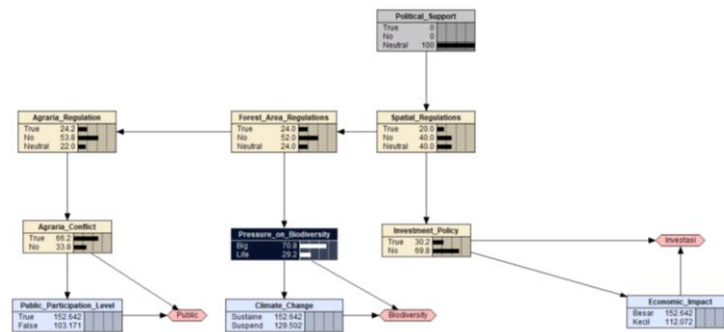 Political_Support
True 0
No 0
Neutral 100
Agraria_Regulation
True 24.2
No 53.8
Neutral 22.0
Forest_Area_Regulations
True 24.0
No 52.0
Neutral 24.0
Spatial_Regulations
True 20.0
No 40.0
Neutral 40.0
Agraria_Conflict
True 66.2
No 33.8
Pressure_on_Biodiversity
Big 70.8
Life 29.2
Investment_Policy
True 30.2
No 69.8
Investasi
Public_Participation_Level
True 152.642
False 103.171
Public
Climate_Change
Sustaine 152.642
Suspend 129.502
Biodiversity
Economic_Impact
Besar 152.642
Kecil 112.072